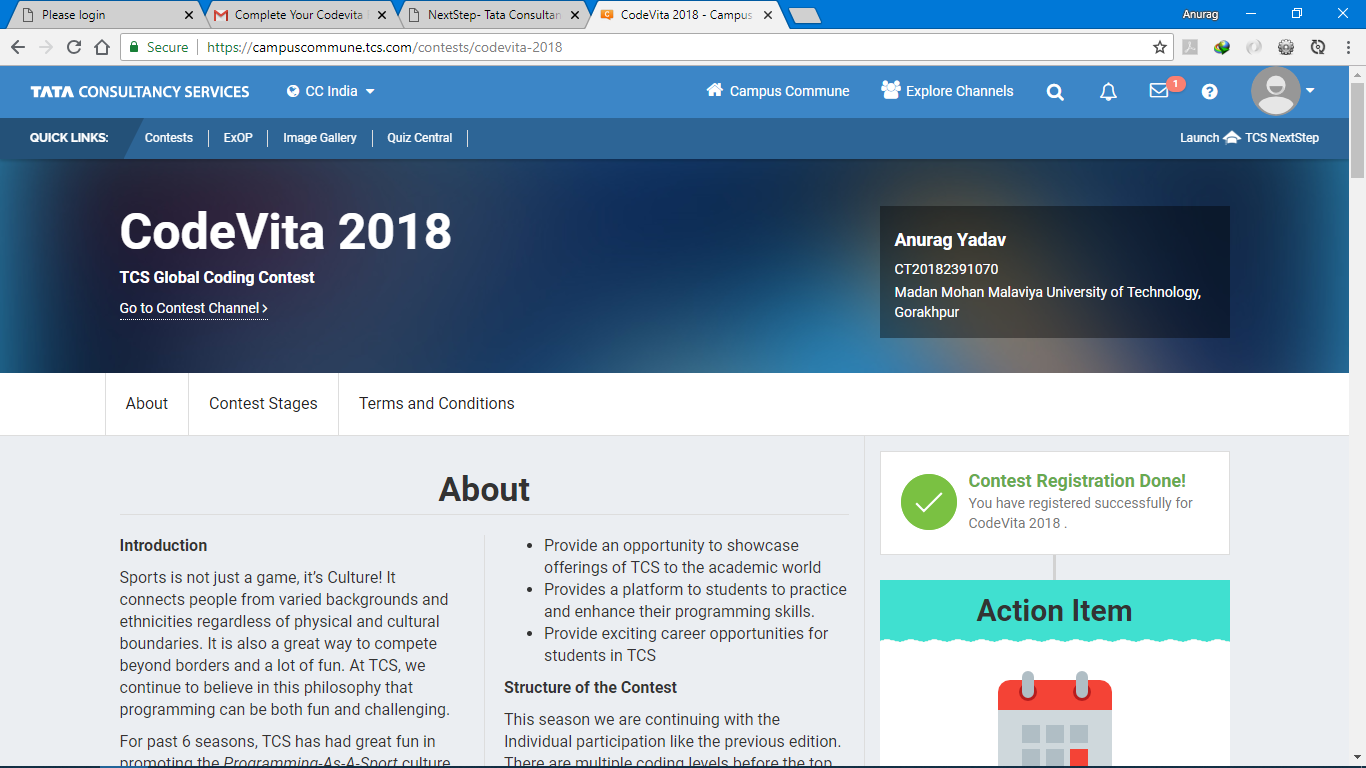 Please login
Complete Your Codevita
NextStep- Tata Consultan
CodeVita 2018 - Campus
Anurag
Secure
https://campuscommune.tcs.com/contests/codevita-2018
TATA CONSULTANCY SERVICES
CC India
Campus Commune
Explore Channels
1
QUICK LINKS:
Contests
ExOP
Image Gallery
Quiz Central
Launch TCS NextStep
CodeVita 2018
TCS Global Coding Contest
Go to Contest Channel >
Anurag Yadav
CT20182391070
Madan Mohan Malaviya University of Technology,
Gorakhpur
About
Contest Stages
Terms and Conditions
About
Introduction
Sports is not just a game, it’s Culture! It
connects people from varied backgrounds and
ethnicities regardless of physical and cultural
boundaries. It is also a great way to compete
beyond borders and a lot of fun. At TCS, we
continue to believe in this philosophy that
programming can be both fun and challenging.
For past 6 seasons, TCS has had great fun in
promoting the Programming-As-A-Sport culture
• Provide an opportunity to showcase
offerings of TCS to the academic world
• Provides a platform to students to practice
and enhance their programming skills.
• Provide exciting career opportunities for
students in TCS
Structure of the Contest
This season we are continuing with the
Individual participation like the previous edition.
There are multiple coding levels before the top
Contest Registration Done!
You have registered successfully for
CodeVita 2018 .
Action Item